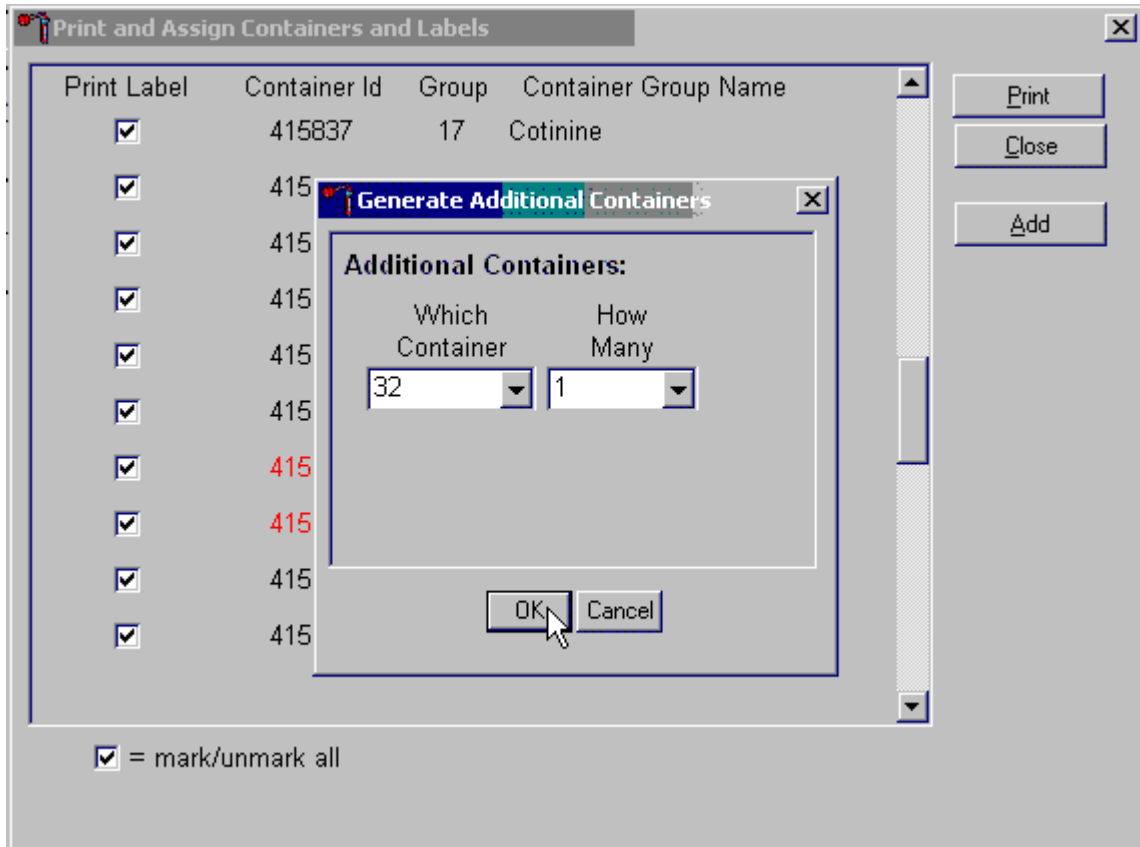 Print and Assign Containers and Labels
Print Label Container Id Group Container Group Name
415837 17 Cotinine
415
415
415
415
415
415
415
415
415
Generate Additional Containers
Additional Containers:
Which Container
How Many
32
1
OK
Cancel
Print
Close
Add
= mark/unmark all